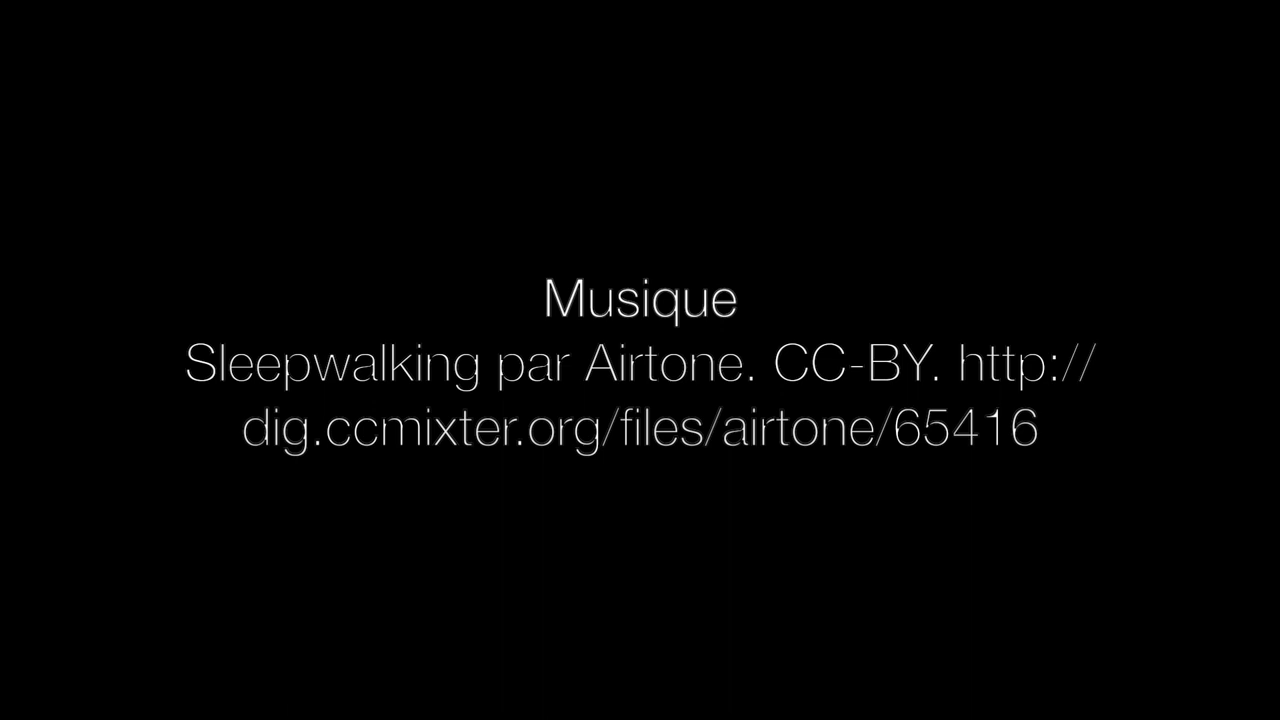 Musique
Sleepwalking par Airtone. CC-BY. http://
dig.ccmixter.org/files/airtone/65416